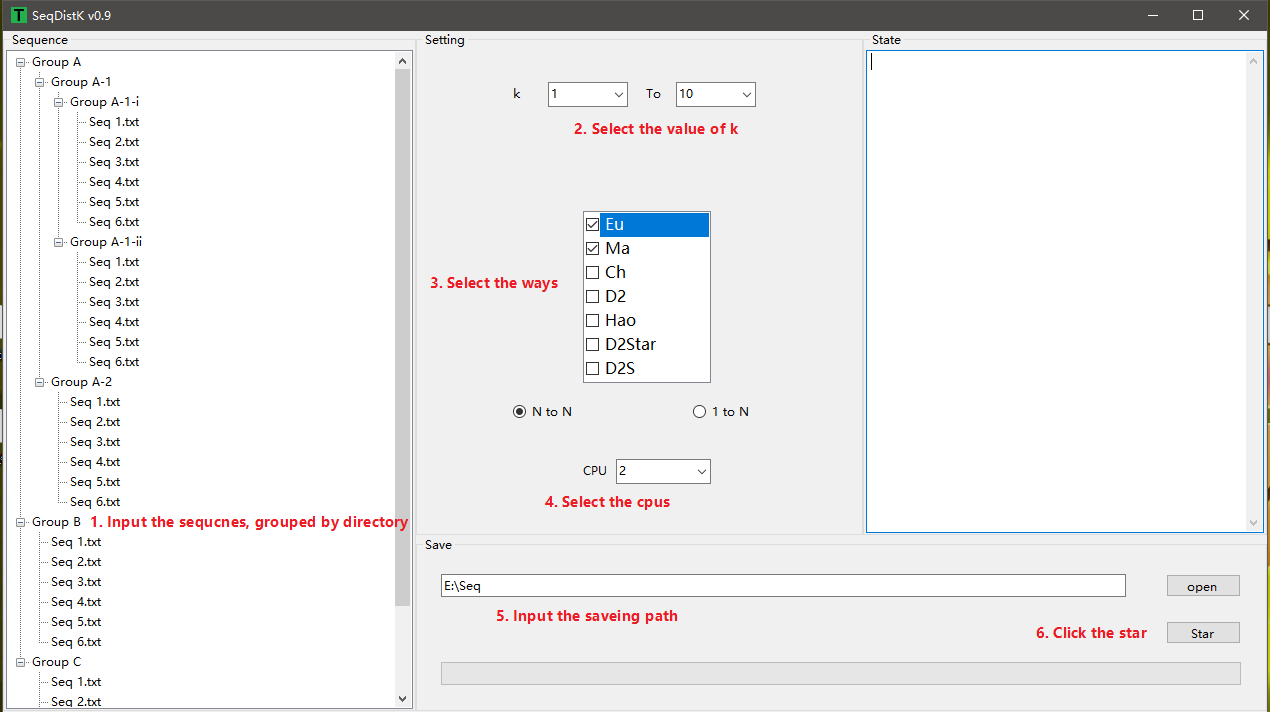 SeqDistK v0.9
Sequence
Group A
Group A-1
Group A-1-i
Seq 1.txt
Seq 2.txt
Seq 3.txt
Seq 4.txt
Seq 5.txt
Seq 6.txt
Group A-1-ii
Seq 1.txt
Seq 2.txt
Seq 3.txt
Seq 4.txt
Seq 5.txt
Seq 6.txt
Group A-2
Seq 1.txt
Seq 2.txt
Seq 3.txt
Seq 4.txt
Seq 5.txt
Seq 6.txt
Group B
1. Input the sequcnes, grouped by directory
Seq 1.txt
Seq 2.txt
Seq 3.txt
Seq 4.txt
Seq 5.txt
Seq 6.txt
Group C
Seq 1.txt
Seq 2.txt
Setting
k 1 To 10
2. Select the value of k
3. Select the ways
Eu
Ma
Ch
D2
Hao
D2Star
D2S
N to N 1 to N
CPU 2
4. Select the cpus
State
Save
E:\Seq open
5. Input the saveing path
6. Click the star Star